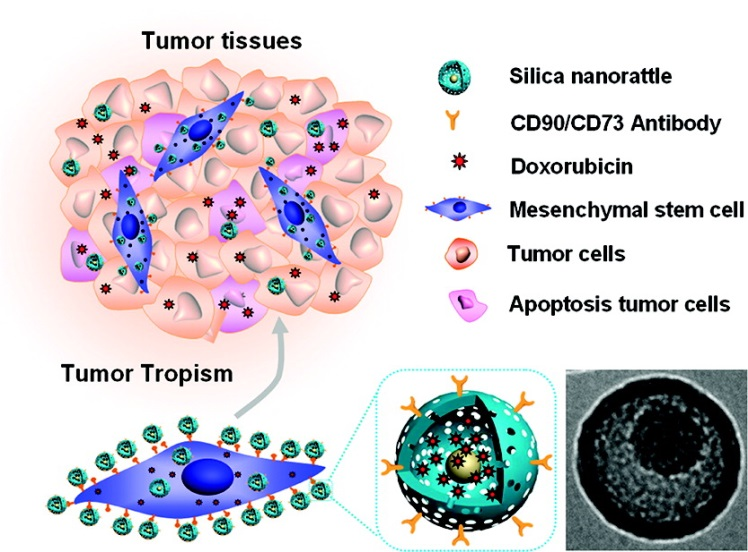 Tumor tissues
Silica nanorattle
CD90/CD73 Antibody
Doxorubicin
Mesenchymal stem cell
Tumor cells
Apoptosis tumor cells
Tumor Tropism